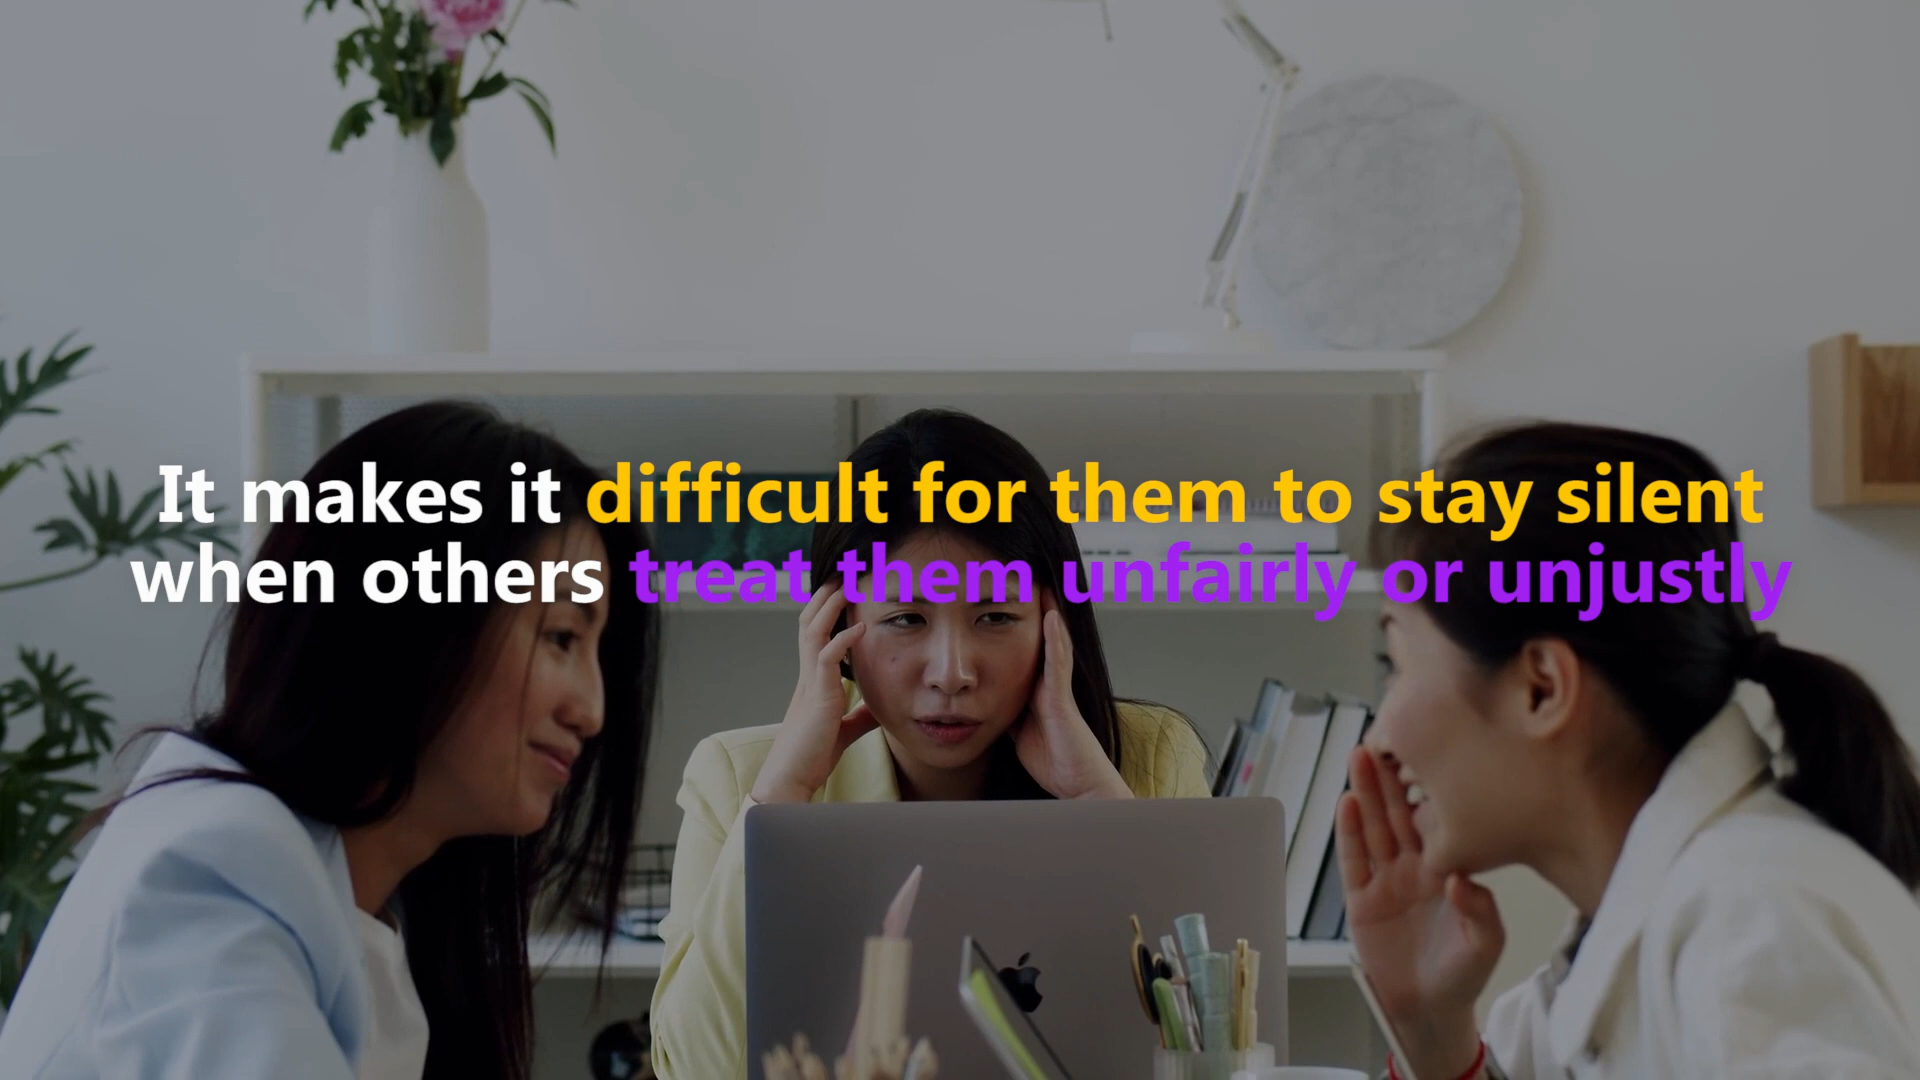 It makes it difficult for them to stay silent
when others treat them unfairly or unjustly